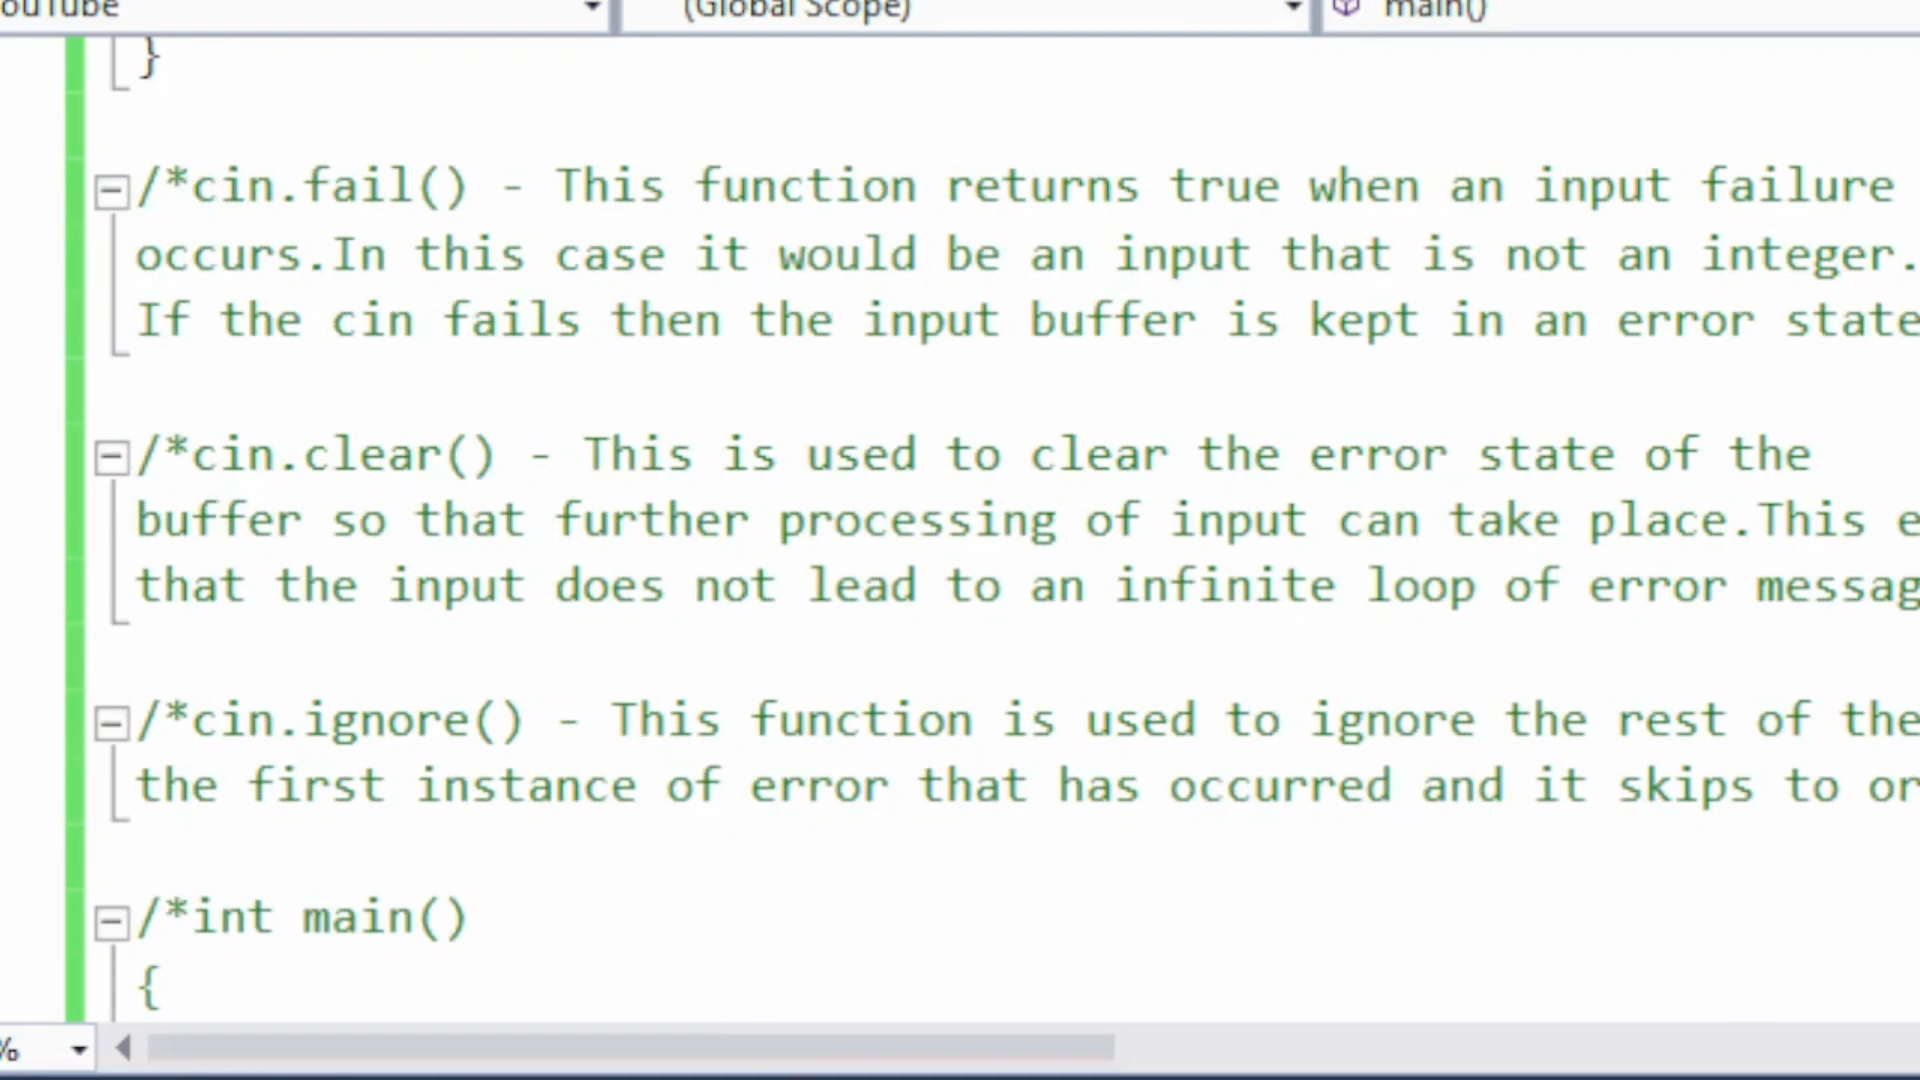 ouTube (Global Scope) main()
}
/*cin.fail() - This function returns true when an input failure
occurs.In this case it would be an input that is not an integer.
If the cin fails then the input buffer is kept in an error state
/*cin.clear() - This is used to clear the error state of the
buffer so that further processing of input can take place.This e
that the input does not lead to an infinite loop of error messag
/*cin.ignore() - This function is used to ignore the rest of the
the first instance of error that has occurred and it skips to or
/*int main()
{
%